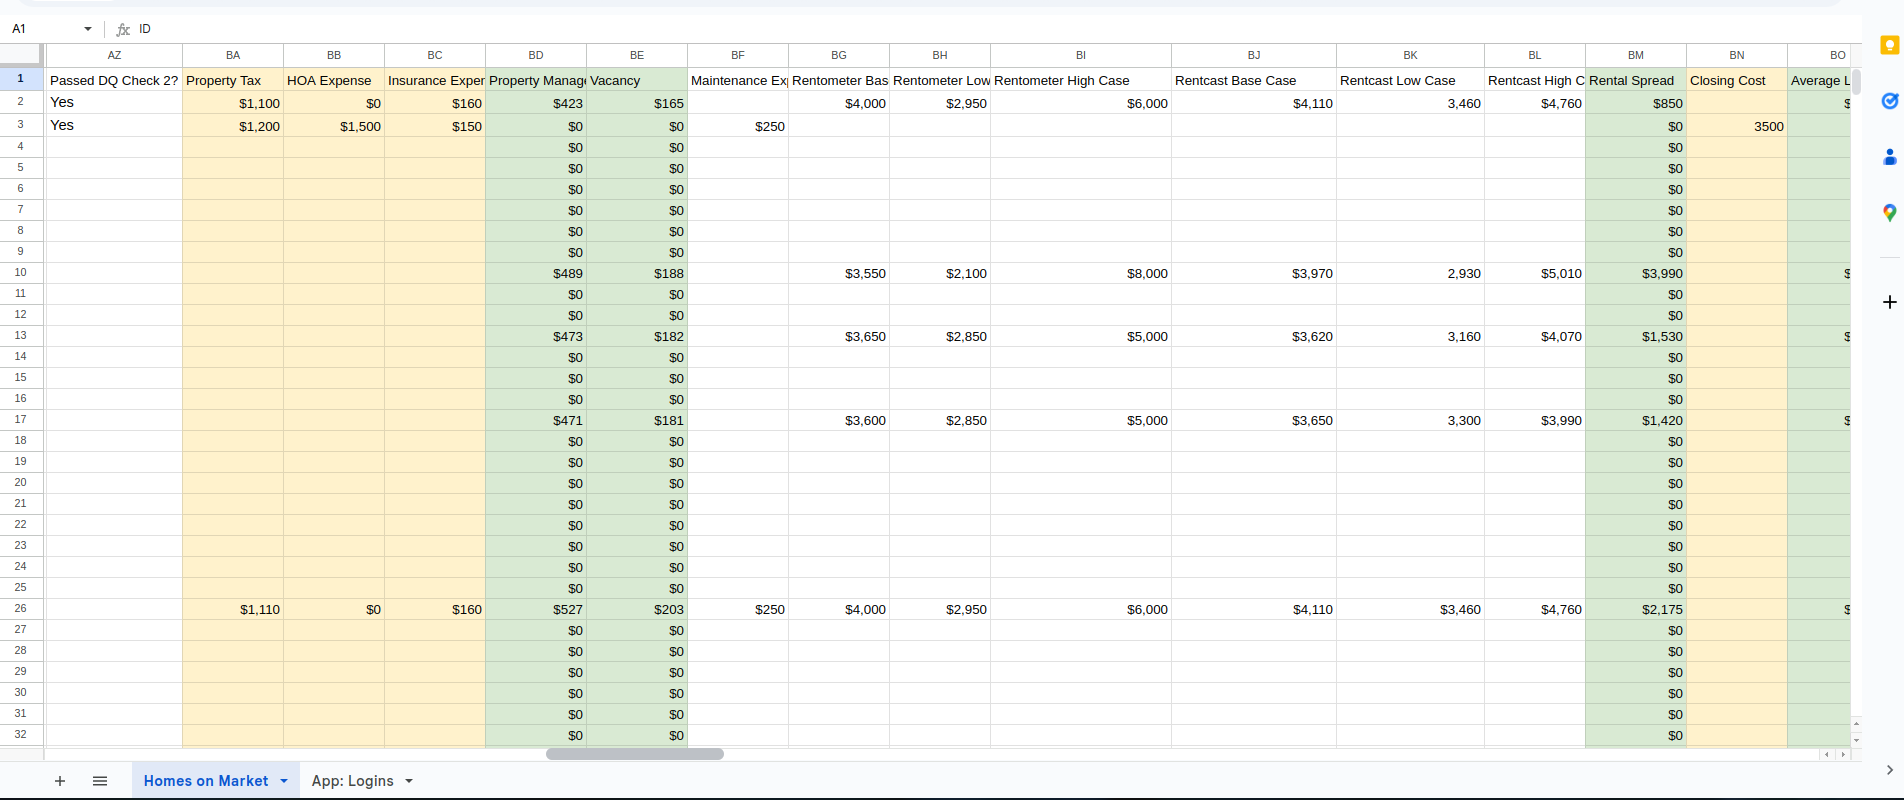 A1 fx ID
AZ BA BB BC BD BE BF BG BH BI BJ BK BL BM BN BO
1 Passed DQ Check 2? Property Tax HOA Expense Insurance Exper Property Manage Vacancy Maintenance Ex Rentometer Bas Rentometer Low Rentometer High Case Rentcast Base Case Rentcast Low Case Rentcast High C Rental Spread Closing Cost Average L
2 Yes $1,100 $0 $160 $423 $165 $4,000 $2,950 $6,000 $4,110 3,460 $4,760 $850 $
3 Yes $1,200 $1,500 $150 $0 $0 $250 $0 3500
4 $0 $0 $0
5 $0 $0 $0
6 $0 $0 $0
7 $0 $0 $0
8 $0 $0 $0
9 $0 $0 $0
10 $489 $188 $3,550 $2,100 $8,000 $3,970 2,930 $5,010 $3,990 $
11 $0 $0 $0
12 $0 $0 $0
13 $473 $182 $3,650 $2,850 $5,000 $3,620 3,160 $4,070 $1,530 $
14 $0 $0 $0
15 $0 $0 $0
16 $0 $0 $0
17 $471 $181 $3,600 $2,850 $5,000 $3,650 3,300 $3,990 $1,420 $
18 $0 $0 $0
19 $0 $0 $0
20 $0 $0 $0
21 $0 $0 $0
22 $0 $0 $0
23 $0 $0 $0
24 $0 $0 $0
25 $0 $0 $0
26 $1,110 $0 $160 $527 $203 $250 $4,000 $2,950 $6,000 $4,110 $3,460 $4,760 $2,175 $
27 $0 $0 $0
28 $0 $0 $0
29 $0 $0 $0
30 $0 $0 $0
31 $0 $0 $0
32 $0 $0 $0
Homes on Market App: Logins